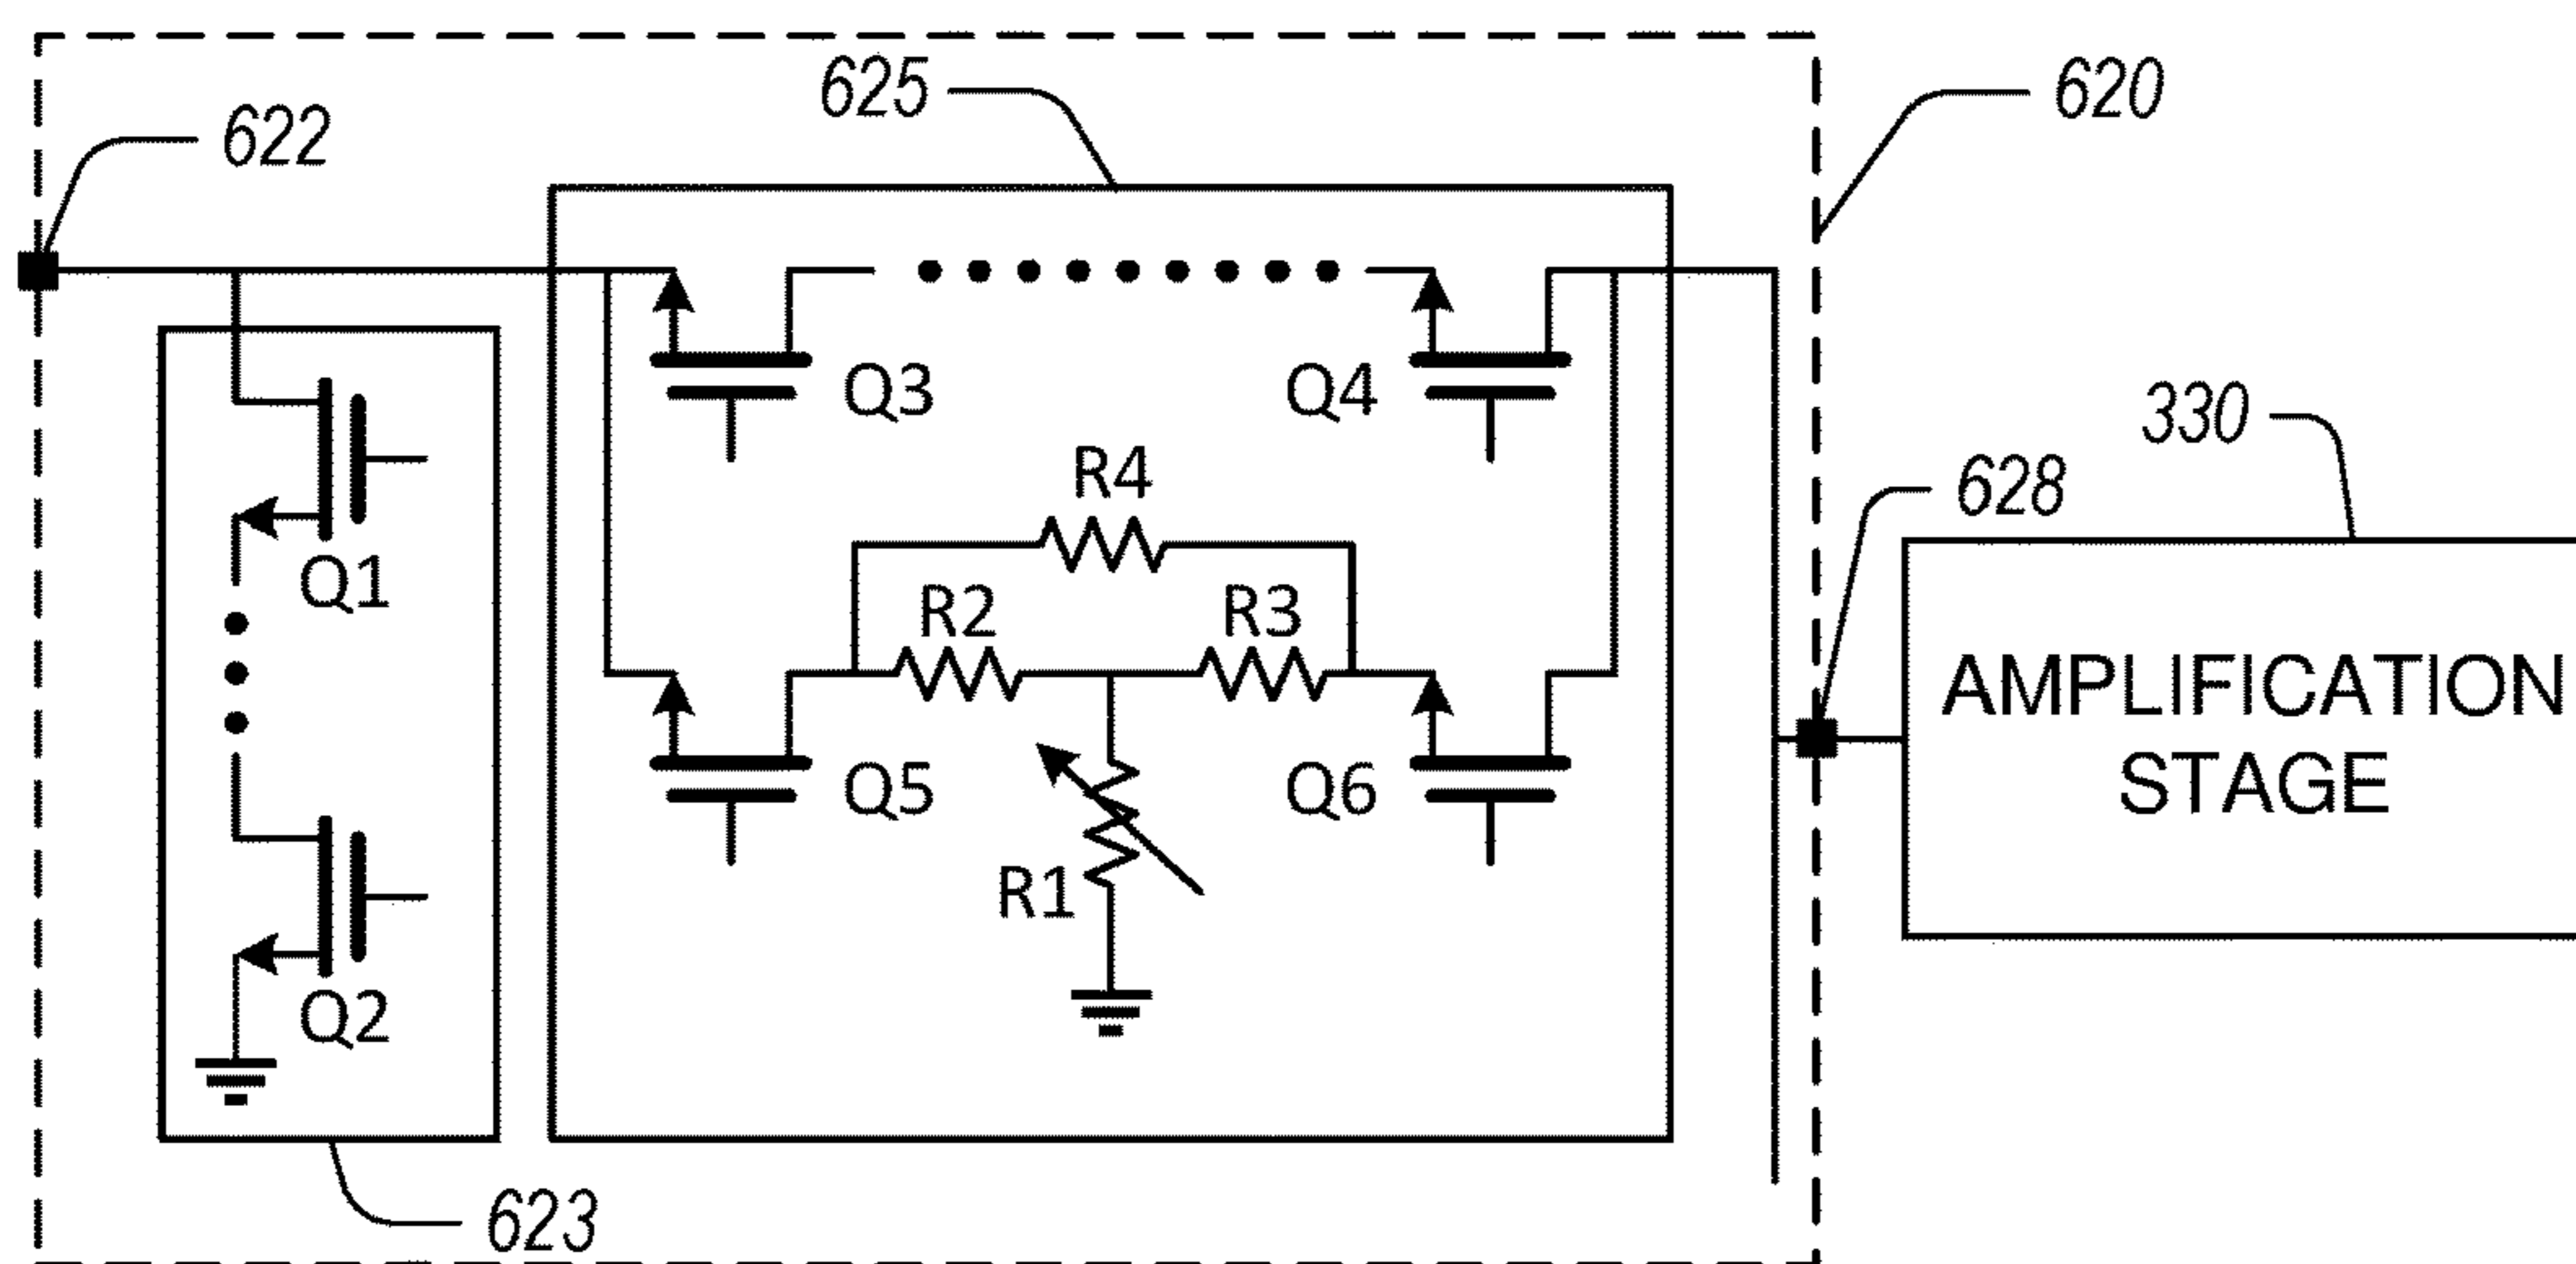 625
620
622
330
Q3
Q4
R4
628
Q1
R2
R3
AMPLIFICATION
STAGE
Q5
Q6
R1
Q2
623